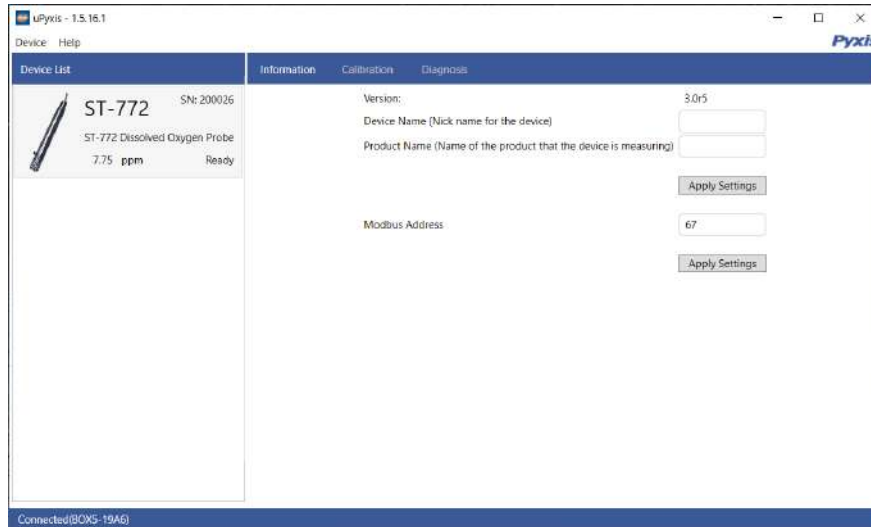 uPyxis - 1.5.16.1
Device Help
Pyxis
Device List
Information Calibration Diagnosis
ST-772 SN: 200026
ST-772 Dissolved Oxygen Probe
7.75 ppm Ready
Version: 3.0r5
Device Name (Nick name for the device)
Product Name (Name of the product that the device is measuring)
Apply Settings
Modbus Address 67
Apply Settings
Connected(BOX5-19A6)